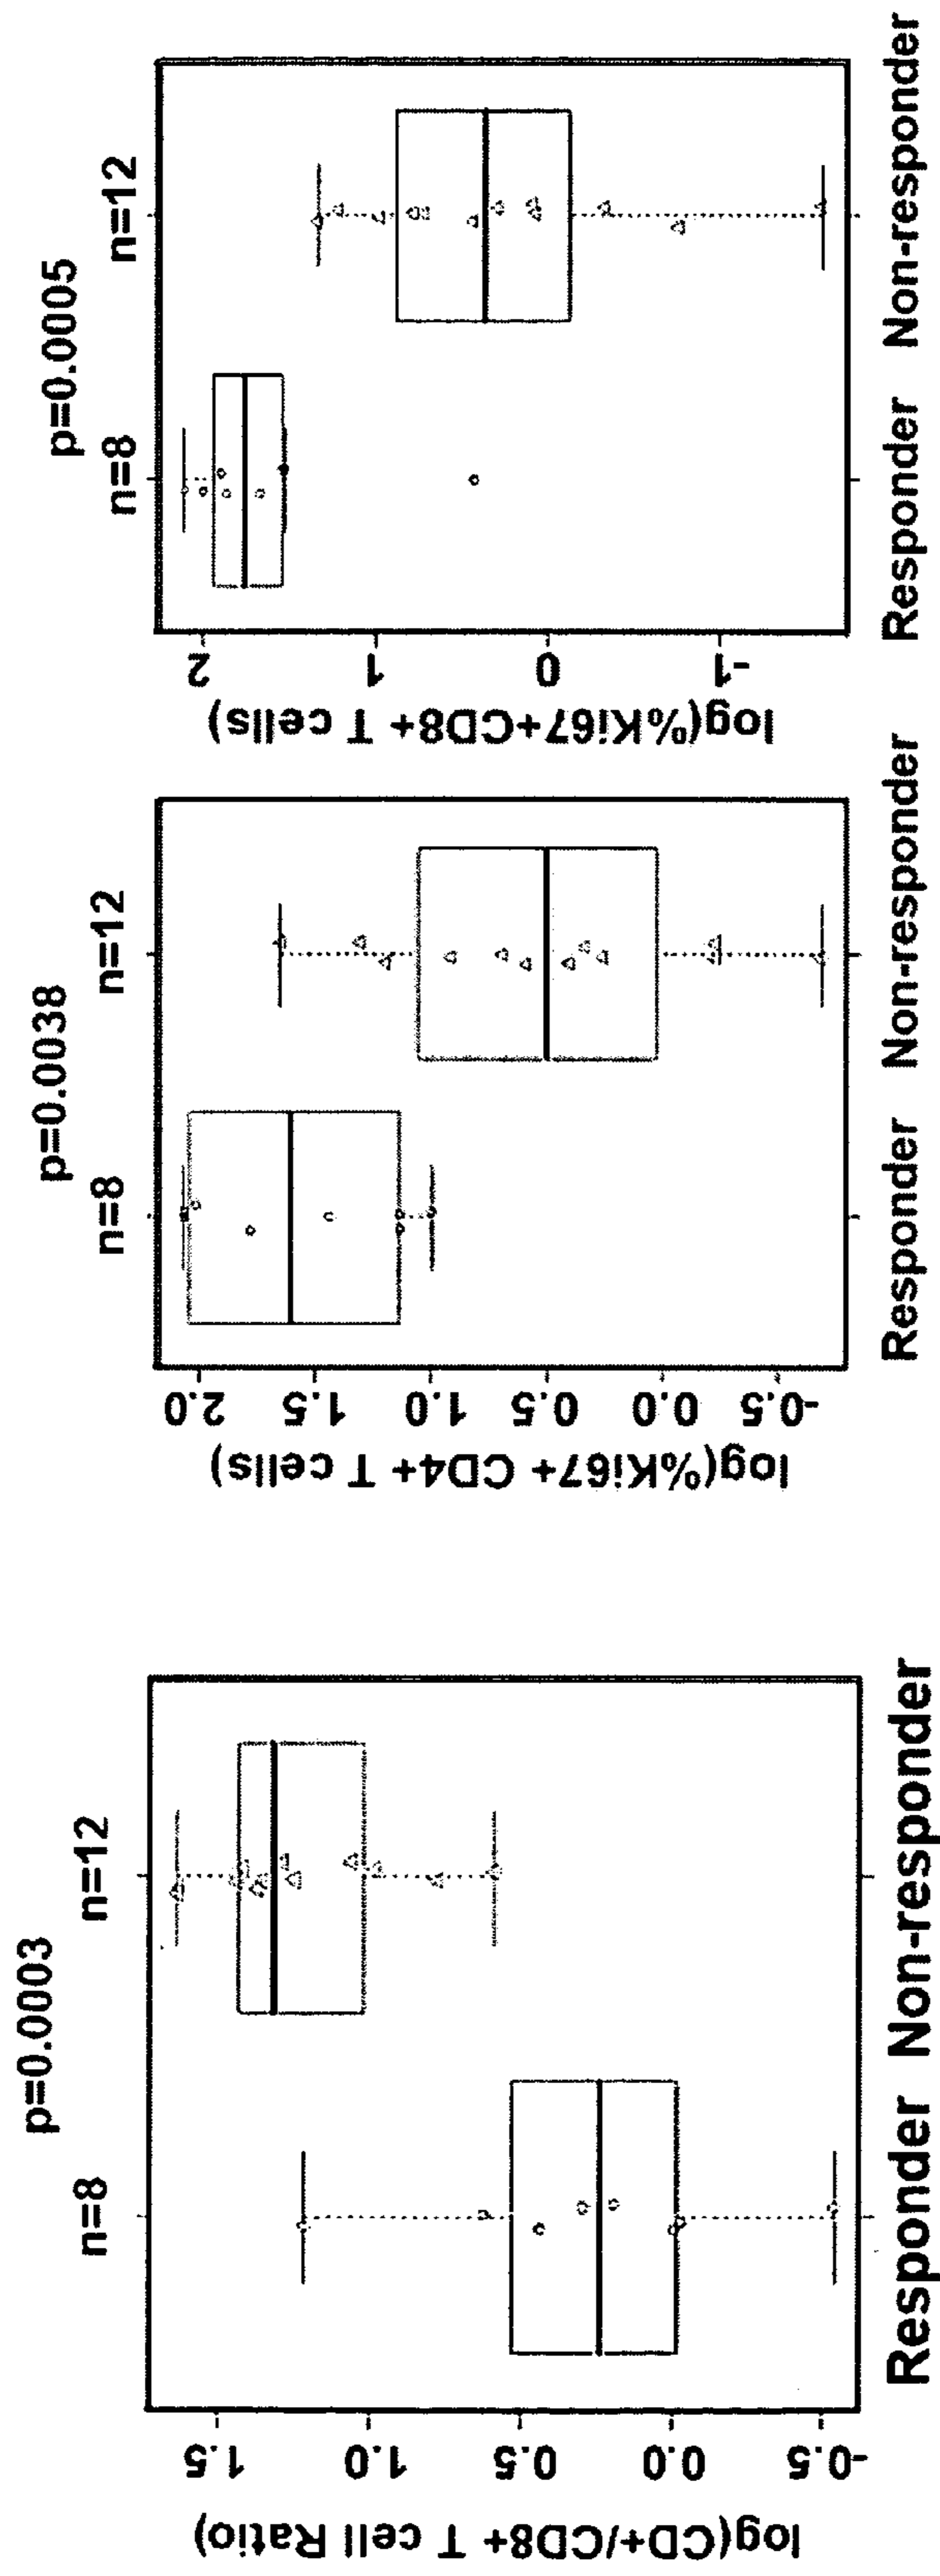 p=0.0003
n=8 n=12
log(CD+/CD8+ T cell Ratio)
1.5
1.0
0.5
0.0
-0.5
Responder Non-responder
p=0.0038
n=8 n=12
log(%Ki67+ CD4+ T cells)
2.0
1.5
1.0
0.5
0.0
-0.5
Responder Non-responder
p=0.0005
n=8 n=12
log(%Ki67+CD8+ T cells)
2
1
0
-1
Responder Non-responder